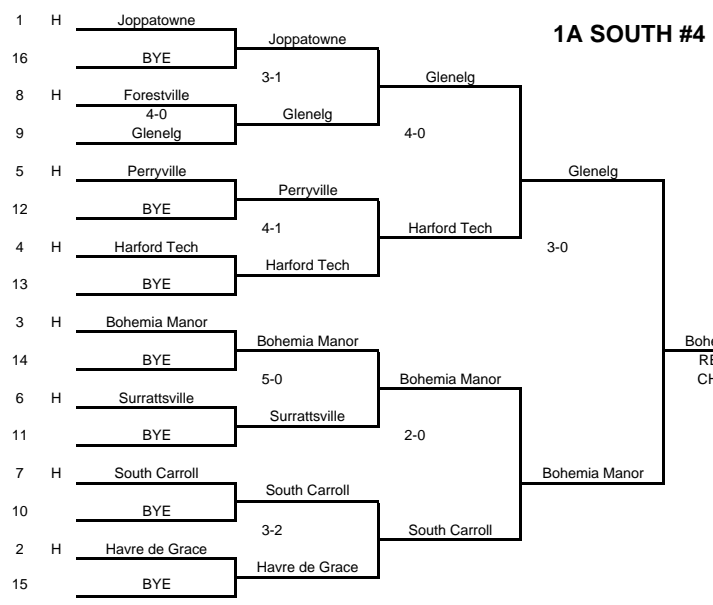 1A SOUTH #4
1 H Joppatowne
Joppatowne
16 BYE
3-1
Glenelg
8 H Forestville
4-0
Glenelg
9 Glenelg
4-0
5 H Perryville
Glenelg
Perryville
12 BYE
4-1
Harford Tech
4 H Harford Tech
3-0
Harford Tech
13 BYE
3 H Bohemia Manor
Bohemia Manor
14 BYE
Bohe
RE
CH
5-0
Bohemia Manor
6 H Surrattsville
Surrattsville
11 BYE
2-0
7 H South Carroll
Bohemia Manor
South Carroll
10 BYE
3-2
South Carroll
2 H Havre de Grace
Havre de Grace
15 BYE